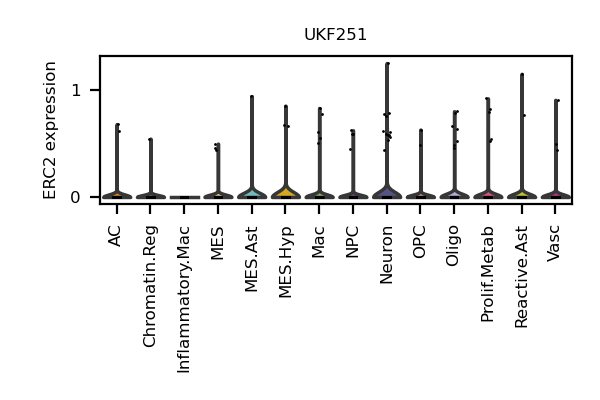 UKF251
ERC2 expression
1
0
AC
Chromatin.Reg
Inflammatory.Mac
MES
MES.Ast
MES.Hyp
Mac
NPC
Neuron
OPC
Oligo
Prolif.Metab
Reactive.Ast
Vasc